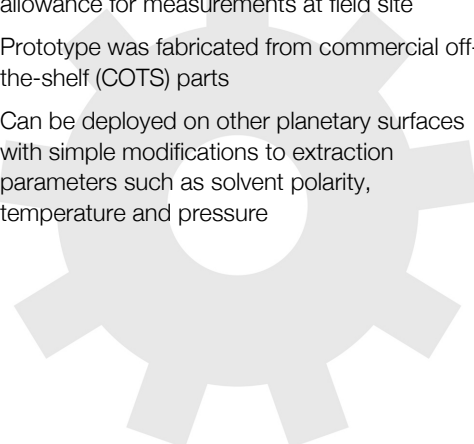 allowance for measurements at field site
Prototype was fabricated from commercial off-
the-shelf (COTS) parts
Can be deployed on other planetary surfaces
with simple modifications to extraction
parameters such as solvent polarity,
temperature and pressure